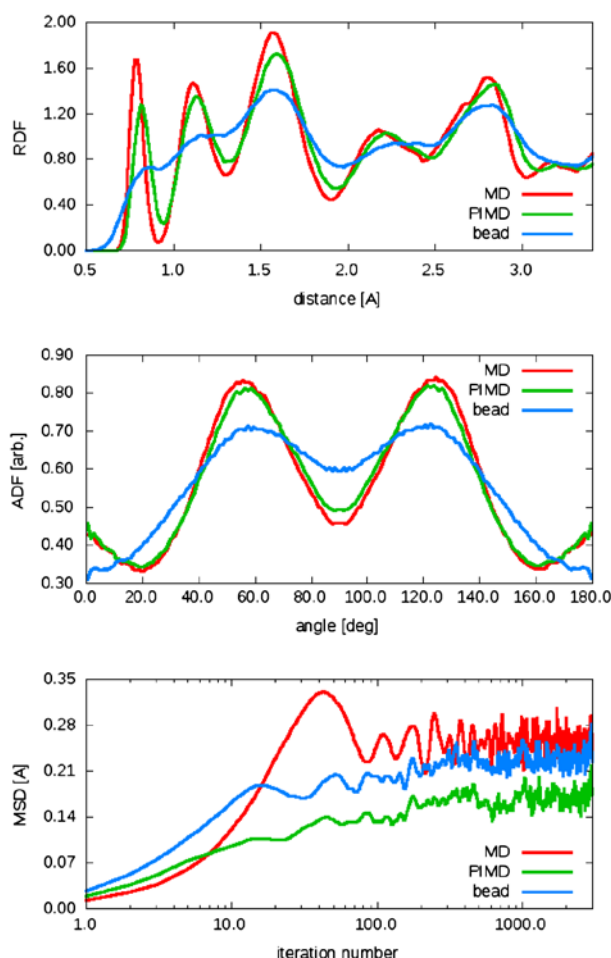 2.00
1.60
1.20
0.80
0.40
0.00
RDF
MD
PIMD
bead
0.5 1.0 1.5 2.0 2.5 3.0
distance [A]
0.90
0.80
0.70
0.60
0.50
0.40
0.30
ADF [arb.]
MD
PIMD
bead
0.0 20.0 40.0 60.0 80.0 100.0 120.0 140.0 160.0 180.0
angle [deg]
0.35
0.28
0.21
0.14
0.07
0.00
MSD [A]
MD
PIMD
bead
1.0 10.0 100.0 1000.0
iteration number